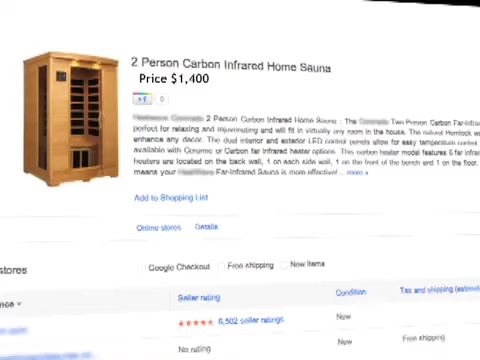 2 Person Carbon Infrared Home Sauna
Price $1,400
+1 0
2 Person Carbon Infrared Home Sauna : The Two Person Carbon Far-Infrar
perfect for relaxing and rejuvenating and will fit in virtually any room in the house. The natural Hemlock w
enhance any decor. The dual interior and exterior LED control panels allow for easy temperature control.
available with Ceramic or Carbon far infrared heater options. This carbon heater model features 6 far infrar
heaters are located on the back wall, 1 on each side wall, 1 on the front of the bench and 1 on the floor.
means your Far-Infrared Sauna is more effective!... more »
Add to Shopping List
Online stores Details
stores
Google Checkout Free shipping New items
nce
Seller rating Condition Tax and shipping (estimate
6,502 seller ratings New
No rating New Free shipping